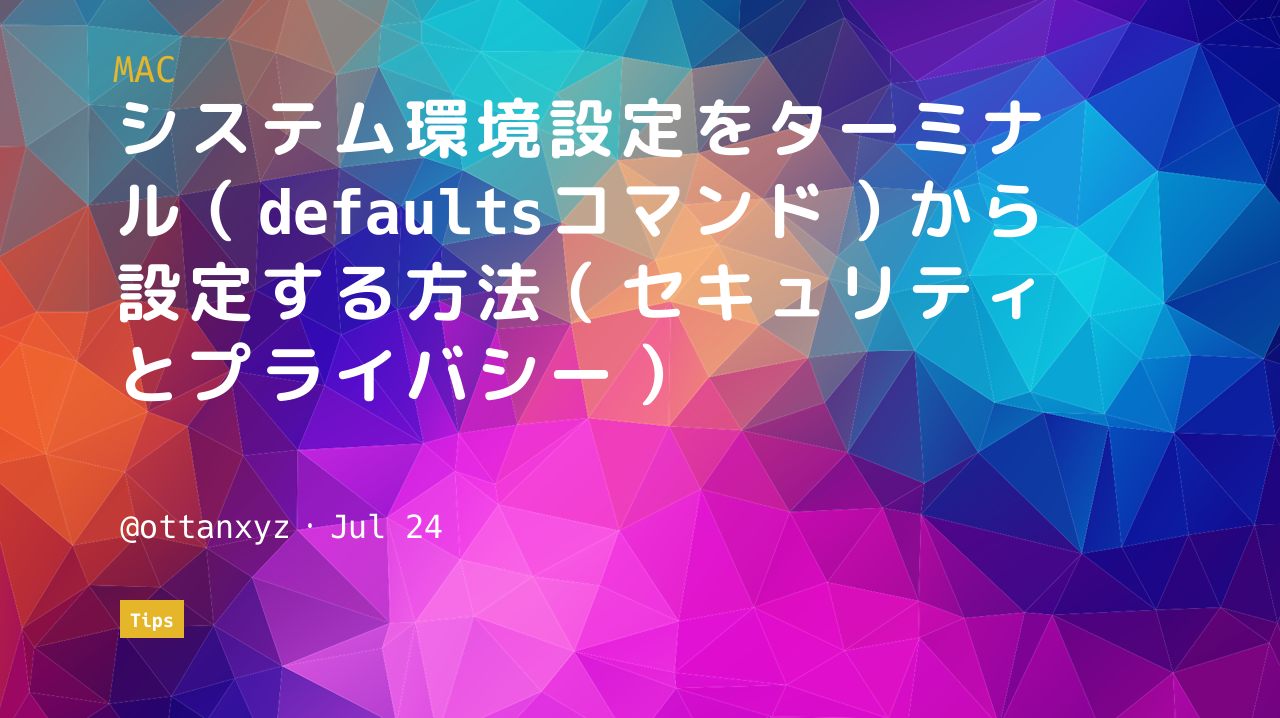 MAC
システム環境設定をターミナ
ル（defaultsコマンド）から
設定する方法（セキュリティ
とプライバシー）
@ottanxyz・Jul 24
Tips